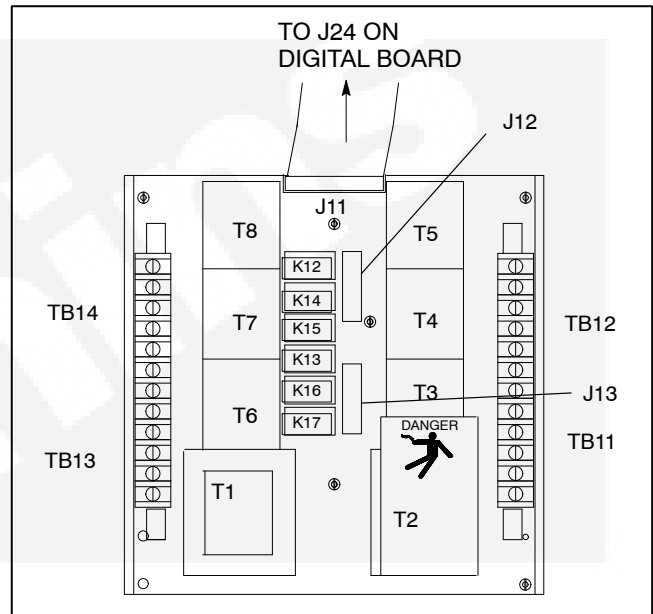 TO J24 ON
DIGITAL BOARD
J12
J11
T8
T5
K12
K14
TB14
T7
K15
T4
TB12
K13
K16
T3
J13
T6
K17
DANGER
TB13
TB11
T1
T2